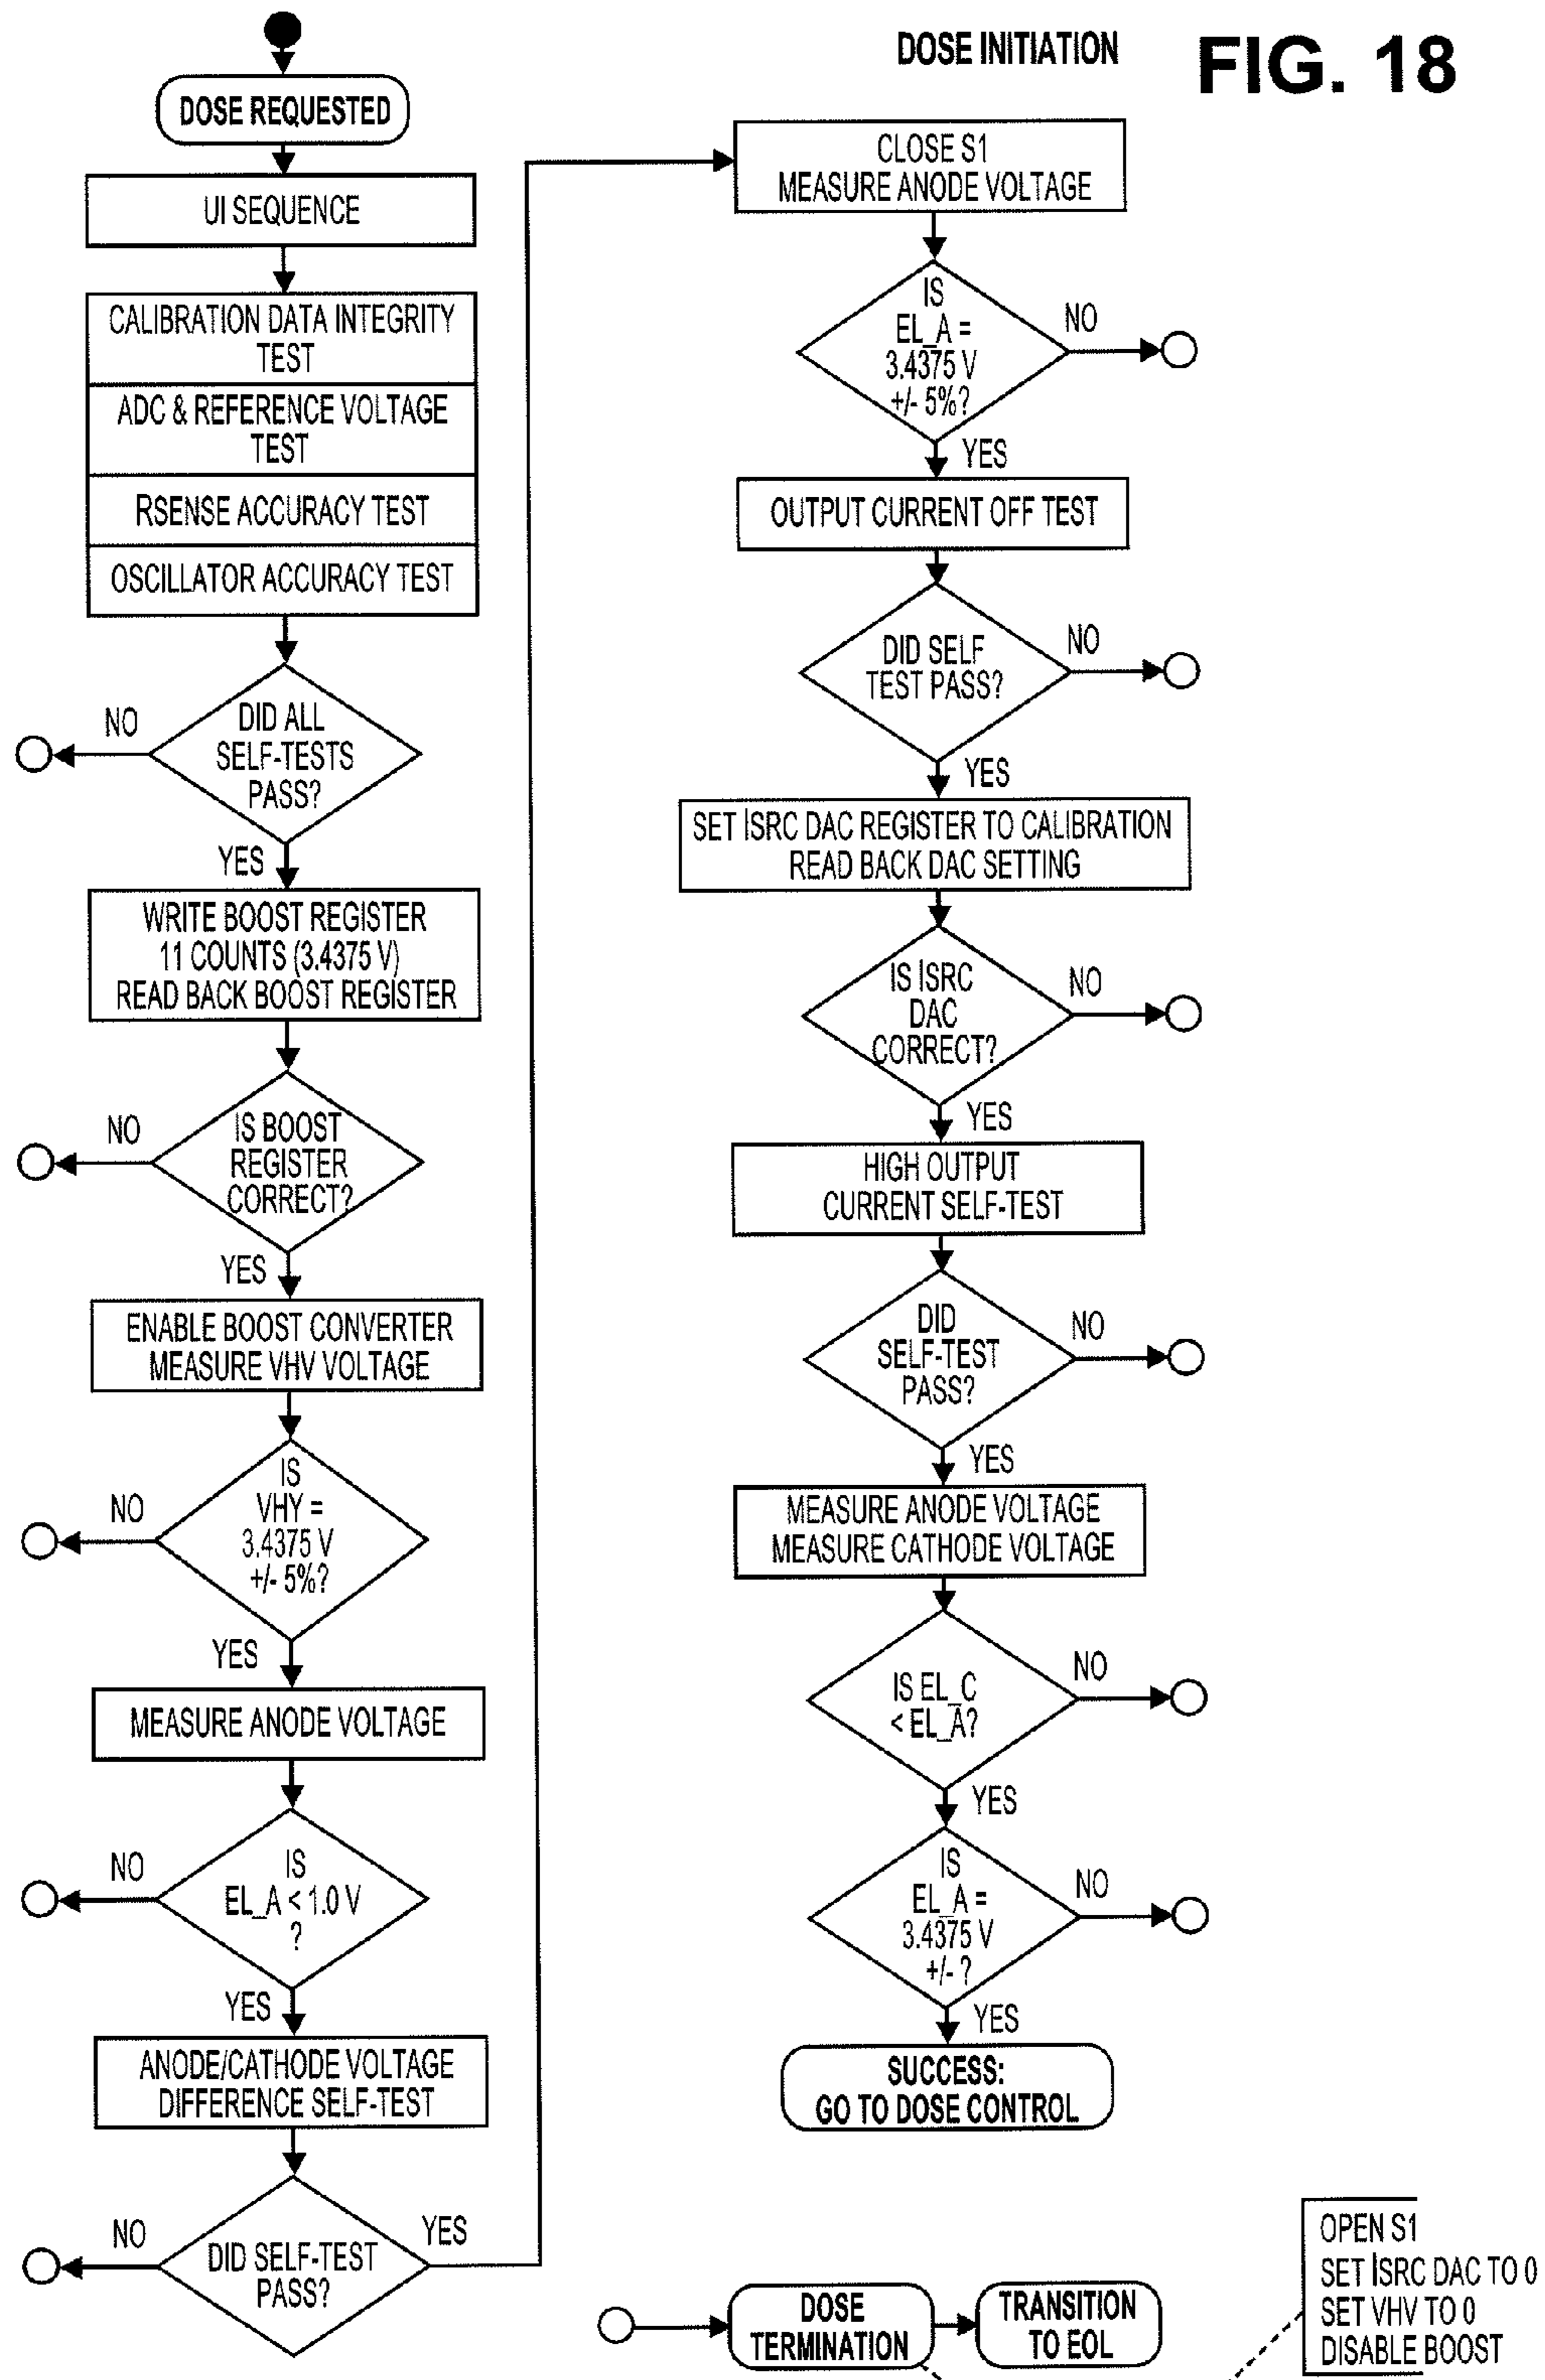 DOSE INITIATION
FIG. 18
DOSE REQUESTED
UI SEQUENCE
CALIBRATION DATA INTEGRITY
TEST
ADC & REFERENCE VOLTAGE
TEST
RSENSE ACCURACY TEST
OSCILLATOR ACCURACY TEST
DID ALL
SELF-TESTS
PASS?
NO
YES
WRITE BOOST REGISTER
11 COUNTS (3.4375 V)
READ BACK BOOST REGISTER
IS BOOST
REGISTER
CORRECT?
NO
YES
ENABLE BOOST CONVERTER
MEASURE VHV VOLTAGE
IS
VHY =
3.4375 V
+/- 5%?
NO
YES
MEASURE ANODE VOLTAGE
IS
EL_A < 1.0 V
?
NO
YES
ANODE/CATHODE VOLTAGE
DIFFERENCE SELF-TEST
DID SELF-TEST
PASS?
NO
YES
CLOSE S1
MEASURE ANODE VOLTAGE
IS
EL_A =
3.4375 V
+/- 5%?
NO
YES
OUTPUT CURRENT OFF TEST
DID SELF
TEST PASS?
NO
YES
SET ISRC DAC REGISTER TO CALIBRATION
READ BACK DAC SETTING
IS ISRC
DAC
CORRECT?
NO
YES
HIGH OUTPUT
CURRENT SELF-TEST
DID
SELF-TEST
PASS?
NO
YES
MEASURE ANODE VOLTAGE
MEASURE CATHODE VOLTAGE
IS EL_C
< EL_A?
NO
YES
IS
EL_A =
3.4375 V
+/- ?
NO
YES
SUCCESS:
GO TO DOSE CONTROL
DOSE
TERMINATION
TRANSITION
TO EOL
OPEN S1
SET ISRC DAC TO 0
SET VHV TO 0
DISABLE BOOST